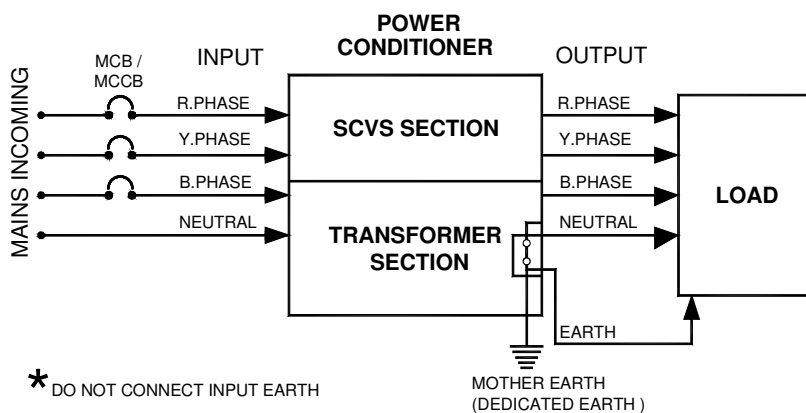 POWER
CONDITIONER
MCB /
MCCB
INPUT
OUTPUT
MAINS INCOMING
R.PHASE
Y.PHASE
B.PHASE
NEUTRAL
SCVS SECTION
TRANSFORMER
SECTION
R.PHASE
Y.PHASE
B.PHASE
NEUTRAL
LOAD
EARTH
MOTHER EARTH
(DEDICATED EARTH )
* DO NOT CONNECT INPUT EARTH